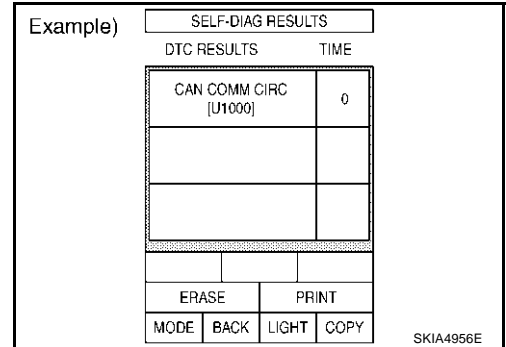 Example)
SELF-DIAG RESULTS
DTC RESULTS TIME
CAN COMM CIRC 0
[U1000]
ERASE PRINT
MODE BACK LIGHT COPY
SKIA4956E